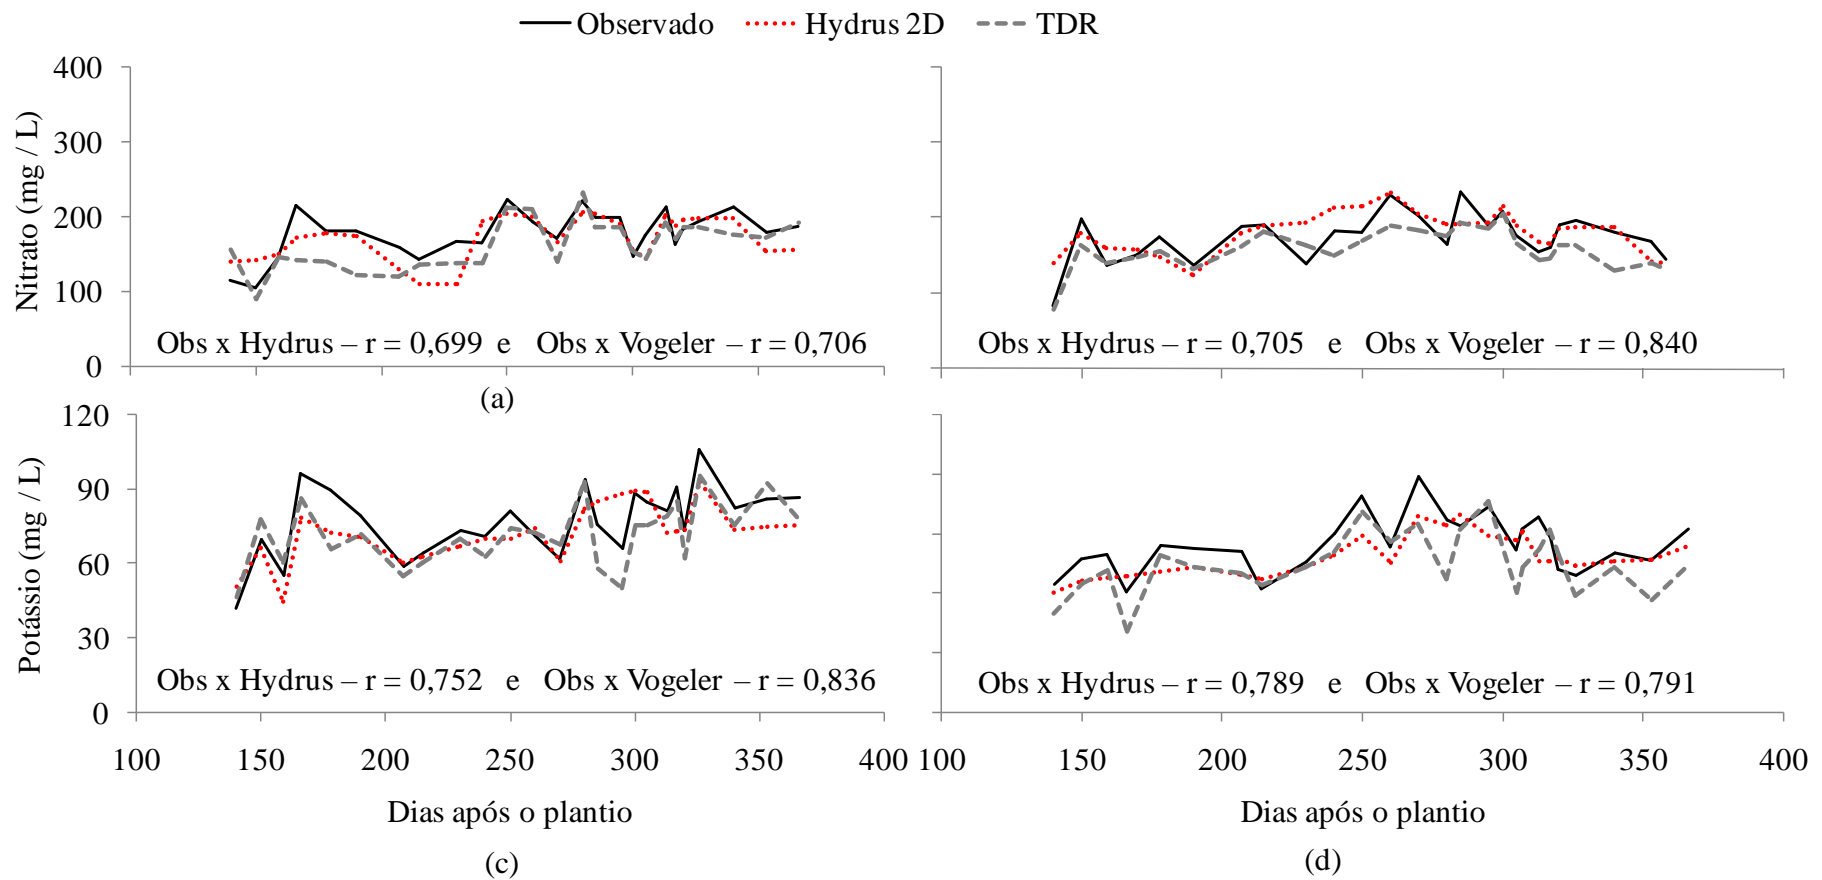 Observado Hydrus 2D TDR
Nitrato (mg / L)
400
300
200
100
0
Obs x Hydrus – r = 0,699 e Obs x Vogeler – r = 0,706
Obs x Hydrus – r = 0,705 e Obs x Vogeler – r = 0,840
(a)
Potássio (mg / L)
120
90
60
30
0
Obs x Hydrus – r = 0,752 e Obs x Vogeler – r = 0,836
Obs x Hydrus – r = 0,789 e Obs x Vogeler – r = 0,791
100 150 200 250 300 350 400
100 150 200 250 300 350 400
Dias após o plantio
Dias após o plantio
(c)
(d)